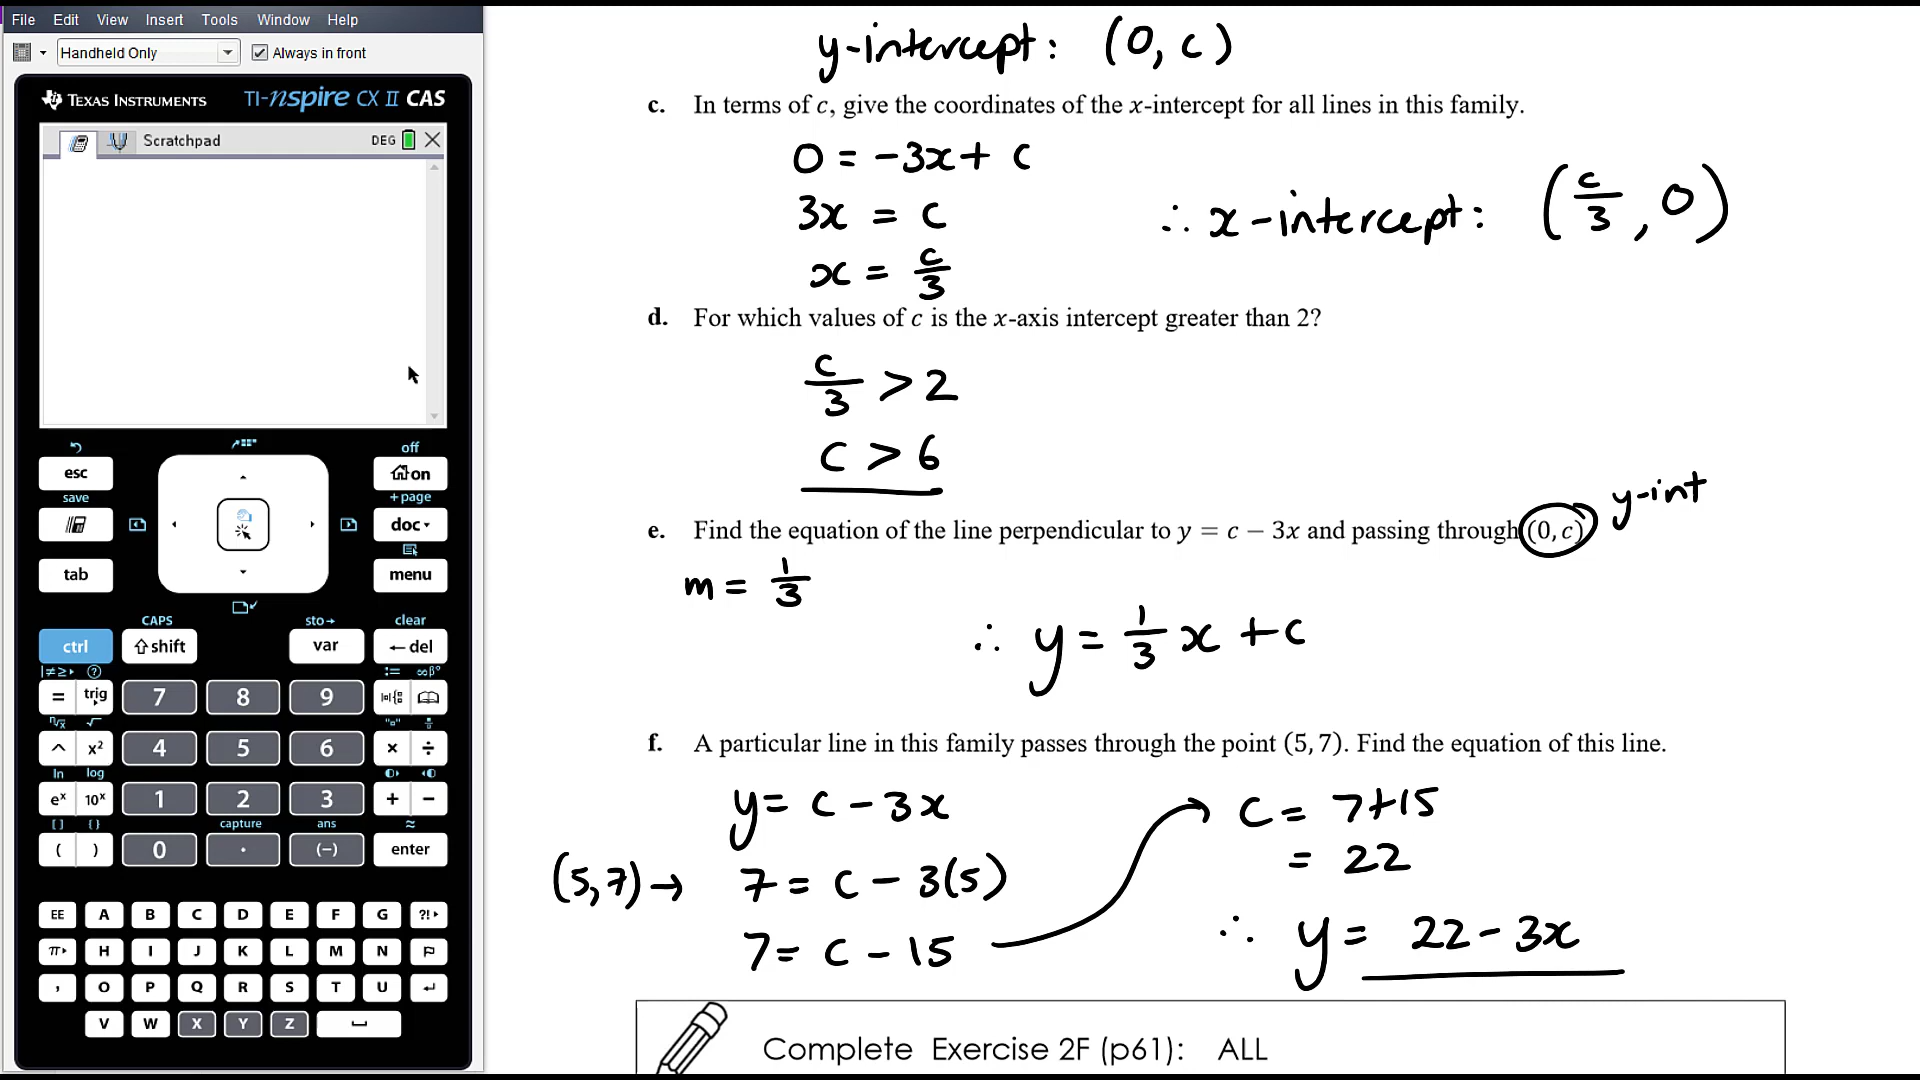 File Edit View Insert Tools Window Help
Handheld Only Always in front
TEXAS INSTRUMENTS TI-nspire CX II CAS
Scratchpad DEG
off
esc on
save + page
doc
tab menu
CAPS sto→ clear
ctrl ⇧shift var ←del
|≠≥▸ ? := ∞β°
= trig 7 8 9
ⁿ√x √ "▫"
^ x² 4 5 6 × ÷
ln log
eˣ 10ˣ 1 2 3 + −
[ ] { } capture ans ≈
( ) 0 . (−) enter
EE A B C D E F G ?!▸
π▸ H I J K L M N
, O P Q R S T U ↵
V W X Y Z
y-intercept: (0, c)
c. In terms of c, give the coordinates of the x-intercept for all lines in this family.
0 = -3x + c
3x = c
x = c/3
∴ x-intercept: (c/3, 0)
d. For which values of c is the x-axis intercept greater than 2?
c/3 > 2
c > 6
y-int
e. Find the equation of the line perpendicular to y = c − 3x and passing through (0, c)
m = 1/3
∴ y = 1/3 x + c
f. A particular line in this family passes through the point (5, 7). Find the equation of this line.
y = c - 3x
(5,7) → 7 = c - 3(5)
7 = c - 15
c = 7+15
= 22
∴ y = 22 - 3x
Complete Exercise 2F (p61): ALL